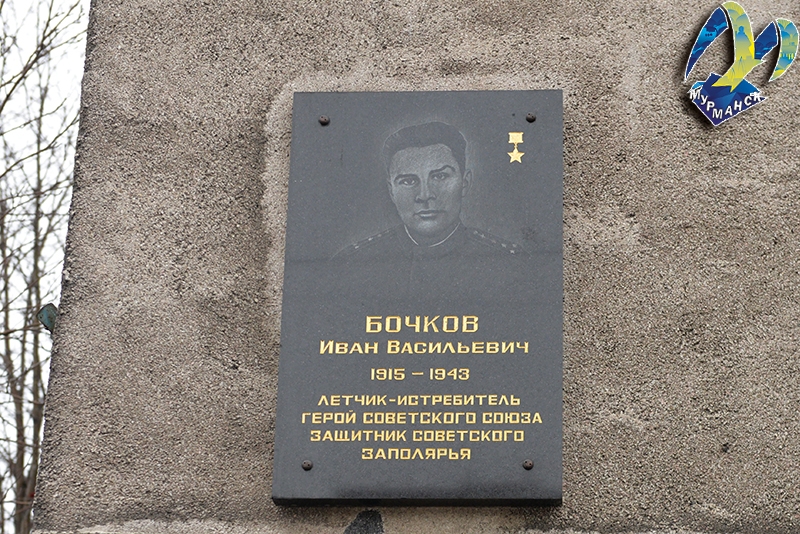 МУРМАНСК
БОЧКОВ
ИВАН ВАСИЛЬЕВИЧ
1915 – 1943
ЛЕТЧИК-ИСТРЕБИТЕЛЬ
ГЕРОЙ СОВЕТСКОГО СОЮЗА
ЗАЩИТНИК СОВЕТСКОГО
ЗАПОЛЯРЬЯ